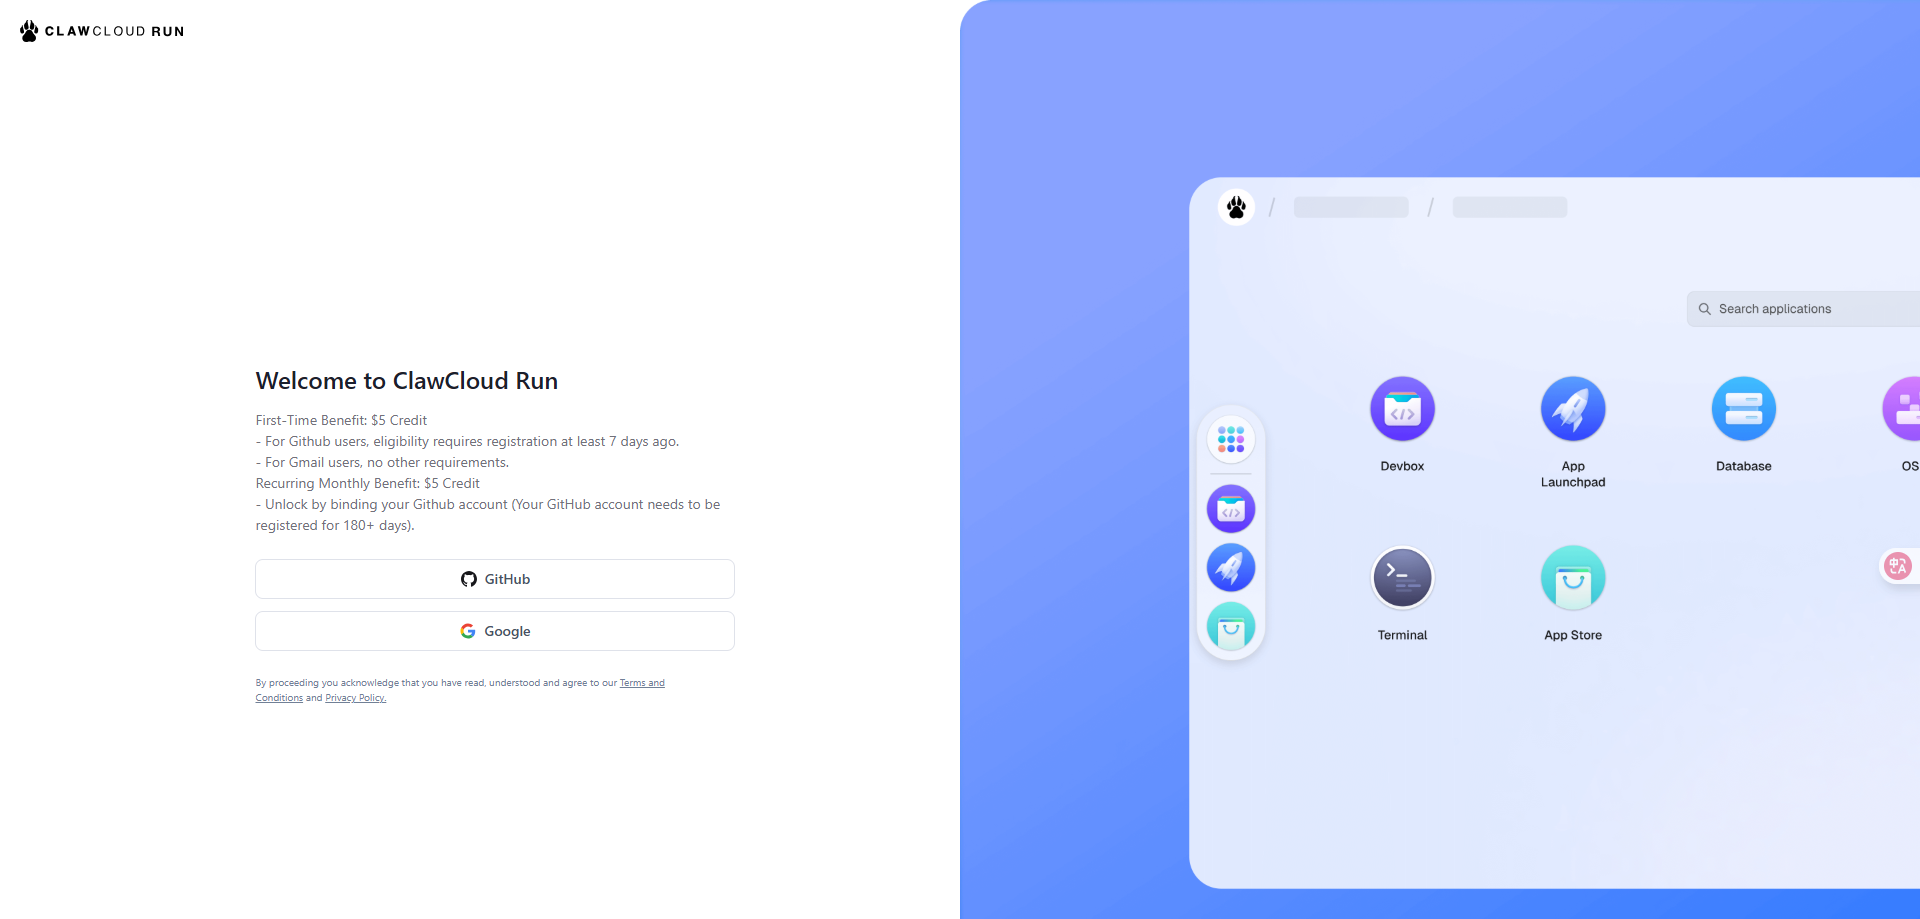 CLAWCLOUD RUN
Welcome to ClawCloud Run
First-Time Benefit: $5 Credit
- For Github users, eligibility requires registration at least 7 days ago.
- For Gmail users, no other requirements.
Recurring Monthly Benefit: $5 Credit
- Unlock by binding your Github account (Your GitHub account needs to be
registered for 180+ days).
GitHub
Google
By proceeding you acknowledge that you have read, understood and agree to our Terms and
Conditions and Privacy Policy.
/ /
Search applications
Devbox
App
Launchpad
Database
OS
Terminal
App Store
中A